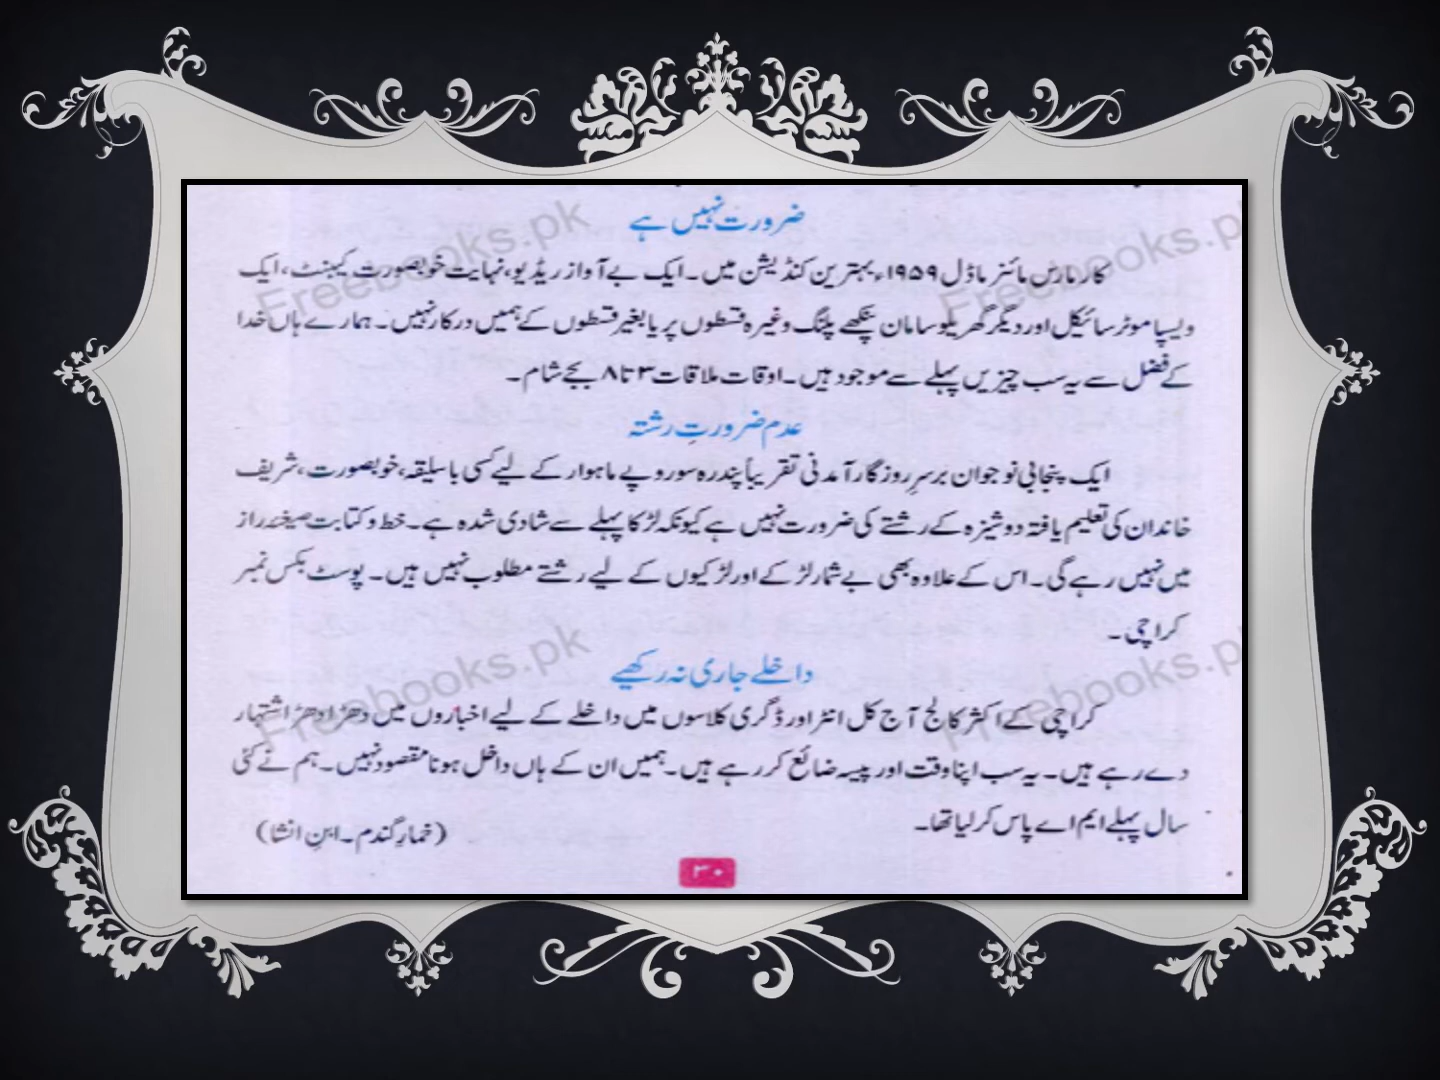 ضرورت نہیں ہے
کار مارس مائنر ماڈل ۱۹۵۹ء بہترین کنڈیشن میں۔ ایک بے آواز ریڈیو، نہایت خوبصورت کیبنٹ، ایک
ویسپا موٹر سائیکل اور دیگر گھریلو سامان پنکھے پلنگ وغیرہ قسطوں پر یا بغیر قسطوں کے ہمیں درکار نہیں۔ ہمارے ہاں خدا
کے فضل سے یہ سب چیزیں پہلے سے موجود ہیں۔ اوقات ملاقات ۳ تا ۸ بجے شام۔
عدم ضرورتِ رشتہ
ایک پنجابی نوجوان برسرِ روزگار آمدنی تقریباً پندرہ سو روپے ماہوار کے لیے کسی باسلیقہ، خوبصورت، شریف
خاندان کی تعلیم یافتہ دوشیزہ کے رشتے کی ضرورت نہیں ہے کیونکہ لڑکا پہلے سے شادی شدہ ہے۔ خط و کتابت صیغہ راز
میں نہیں رہے گی۔ اس کے علاوہ بھی بے شمار لڑکے اور لڑکیوں کے لیے رشتے مطلوب نہیں ہیں۔ پوسٹ بکس نمبر
کراچی۔
داخلے جاری نہ رکھیے
کراچی کے اکثر کالج آج کل انٹر اور ڈگری کلاسوں میں داخلے کے لیے اخباروں میں دھڑا دھڑ اشتہار
دے رہے ہیں۔ یہ سب اپنا وقت اور پیسہ ضائع کر رہے ہیں۔ ہمیں ان کے ہاں داخل ہونا مقصود نہیں۔ ہم نے کئی
سال پہلے ایم اے پاس کر لیا تھا۔
(خمارِ گندم۔ ابنِ انشا)
۳۰
Freebooks.pk
Freebooks.pk
Freebooks.pk
Freebooks.pk